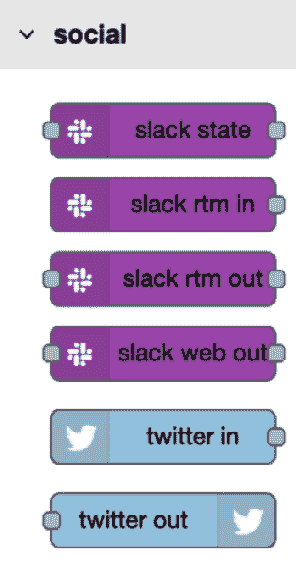 social
slack state
slack rtm in
slack rtm out
slack web out
twitter in
twitter out